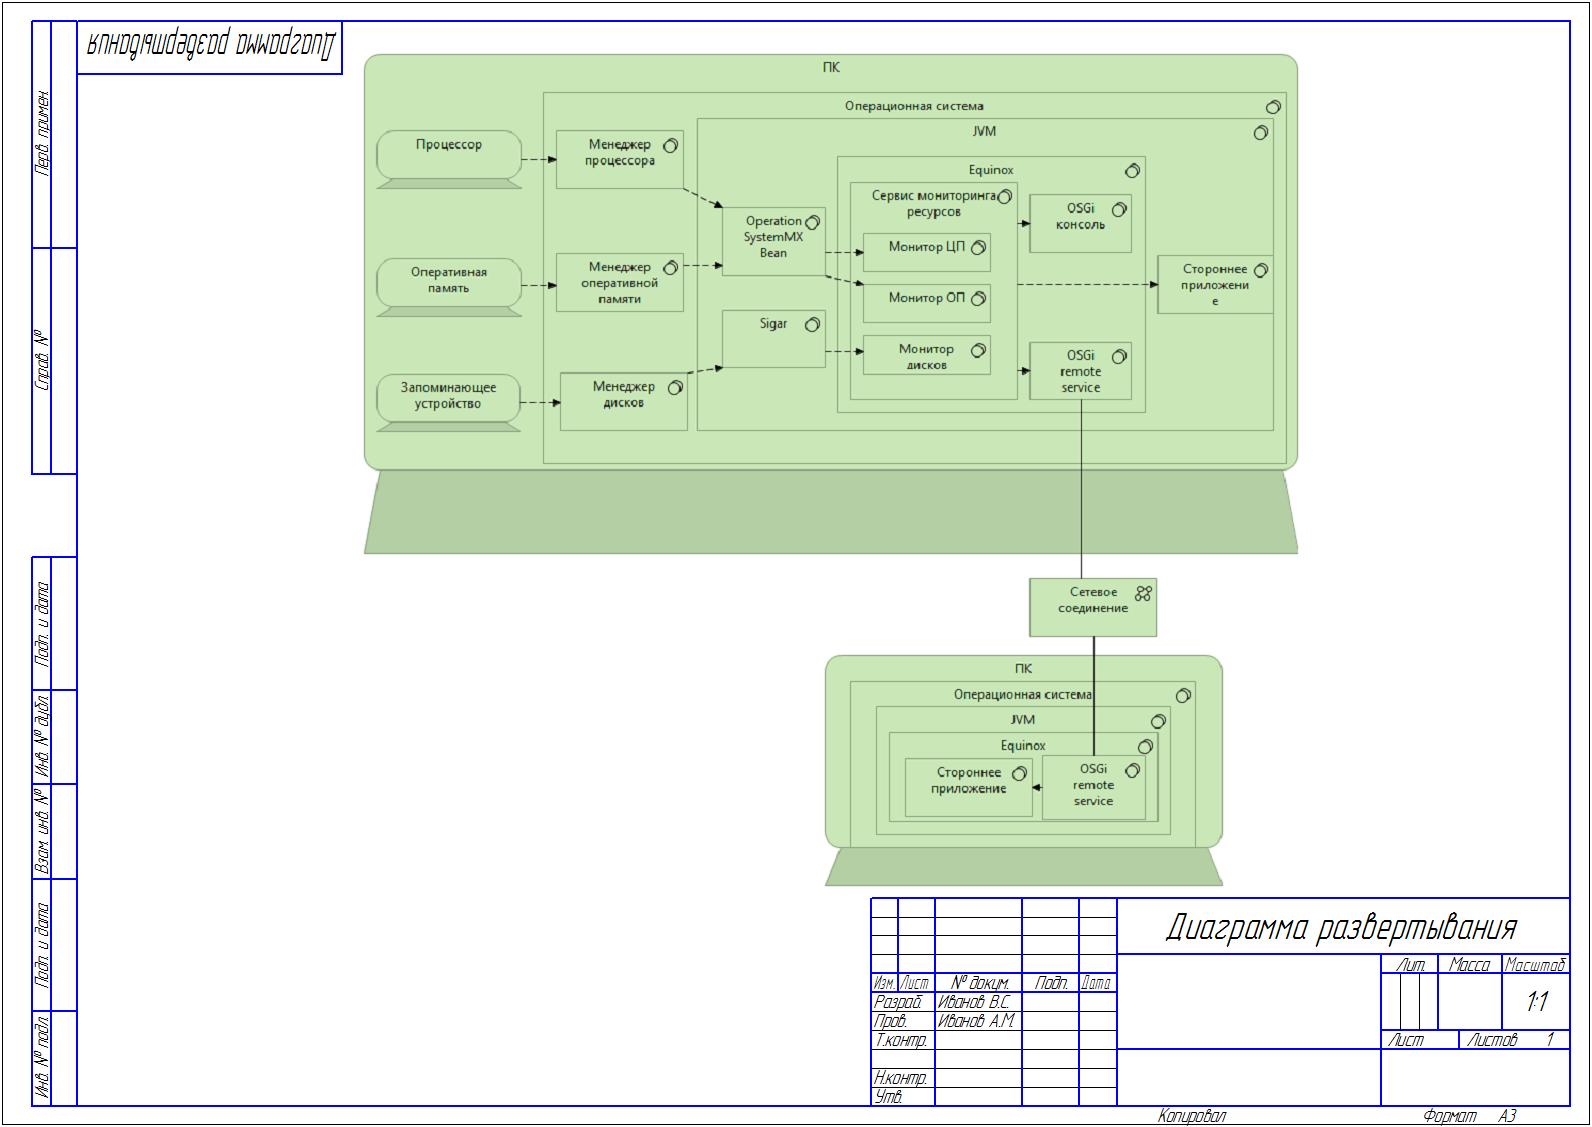 Диаграмма развертывания
Перв. примен.
Справ. №
Подп. и дата
Инв. № дубл.
Взам. инв. №
Подп. и дата
Инв. № подл.
ПК
Операционная система
JVM
Equinox
Процессор
Менеджер
процессора
Оперативная
память
Менеджер
оперативной
памяти
Запоминающее
устройство
Менеджер
дисков
Operation
SystemMX
Bean
Sigar
Сервис мониторинга
ресурсов
Монитор ЦП
Монитор ОП
Монитор
дисков
OSGi
консоль
OSGi
remote
service
Стороннее
приложени
е
Сетевое
соединение
ПК
Операционная система
JVM
Equinox
Стороннее
приложение
OSGi
remote
service
Диаграмма развертывания
Лит. Масса Масштаб
1:1
Лист Листов 1
Изм. Лист № докум. Подп. Дата
Разраб. Иванов В.С.
Пров. Иванов А.М.
Т.контр.
Н.контр.
Утв.
Копировал Формат А3